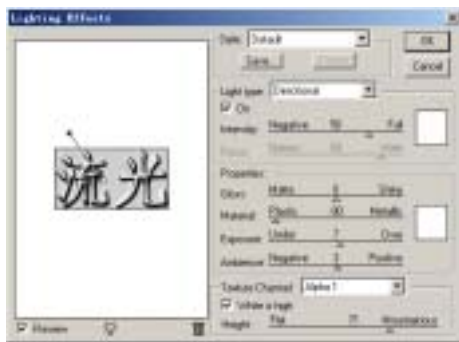 Lighting Effects
Style: Default
OK
Save...
Cancel
Light type: Directional
On
Intensity: Negative Full
流光
Properties:
Gloss: Matte 0 Shiny
Material: Plastic Metallic
Exposure: Under Over
Ambience: Negative Positive
Texture Channel: Alpha 1
White is high
Height: Flat Mountainous
Preview